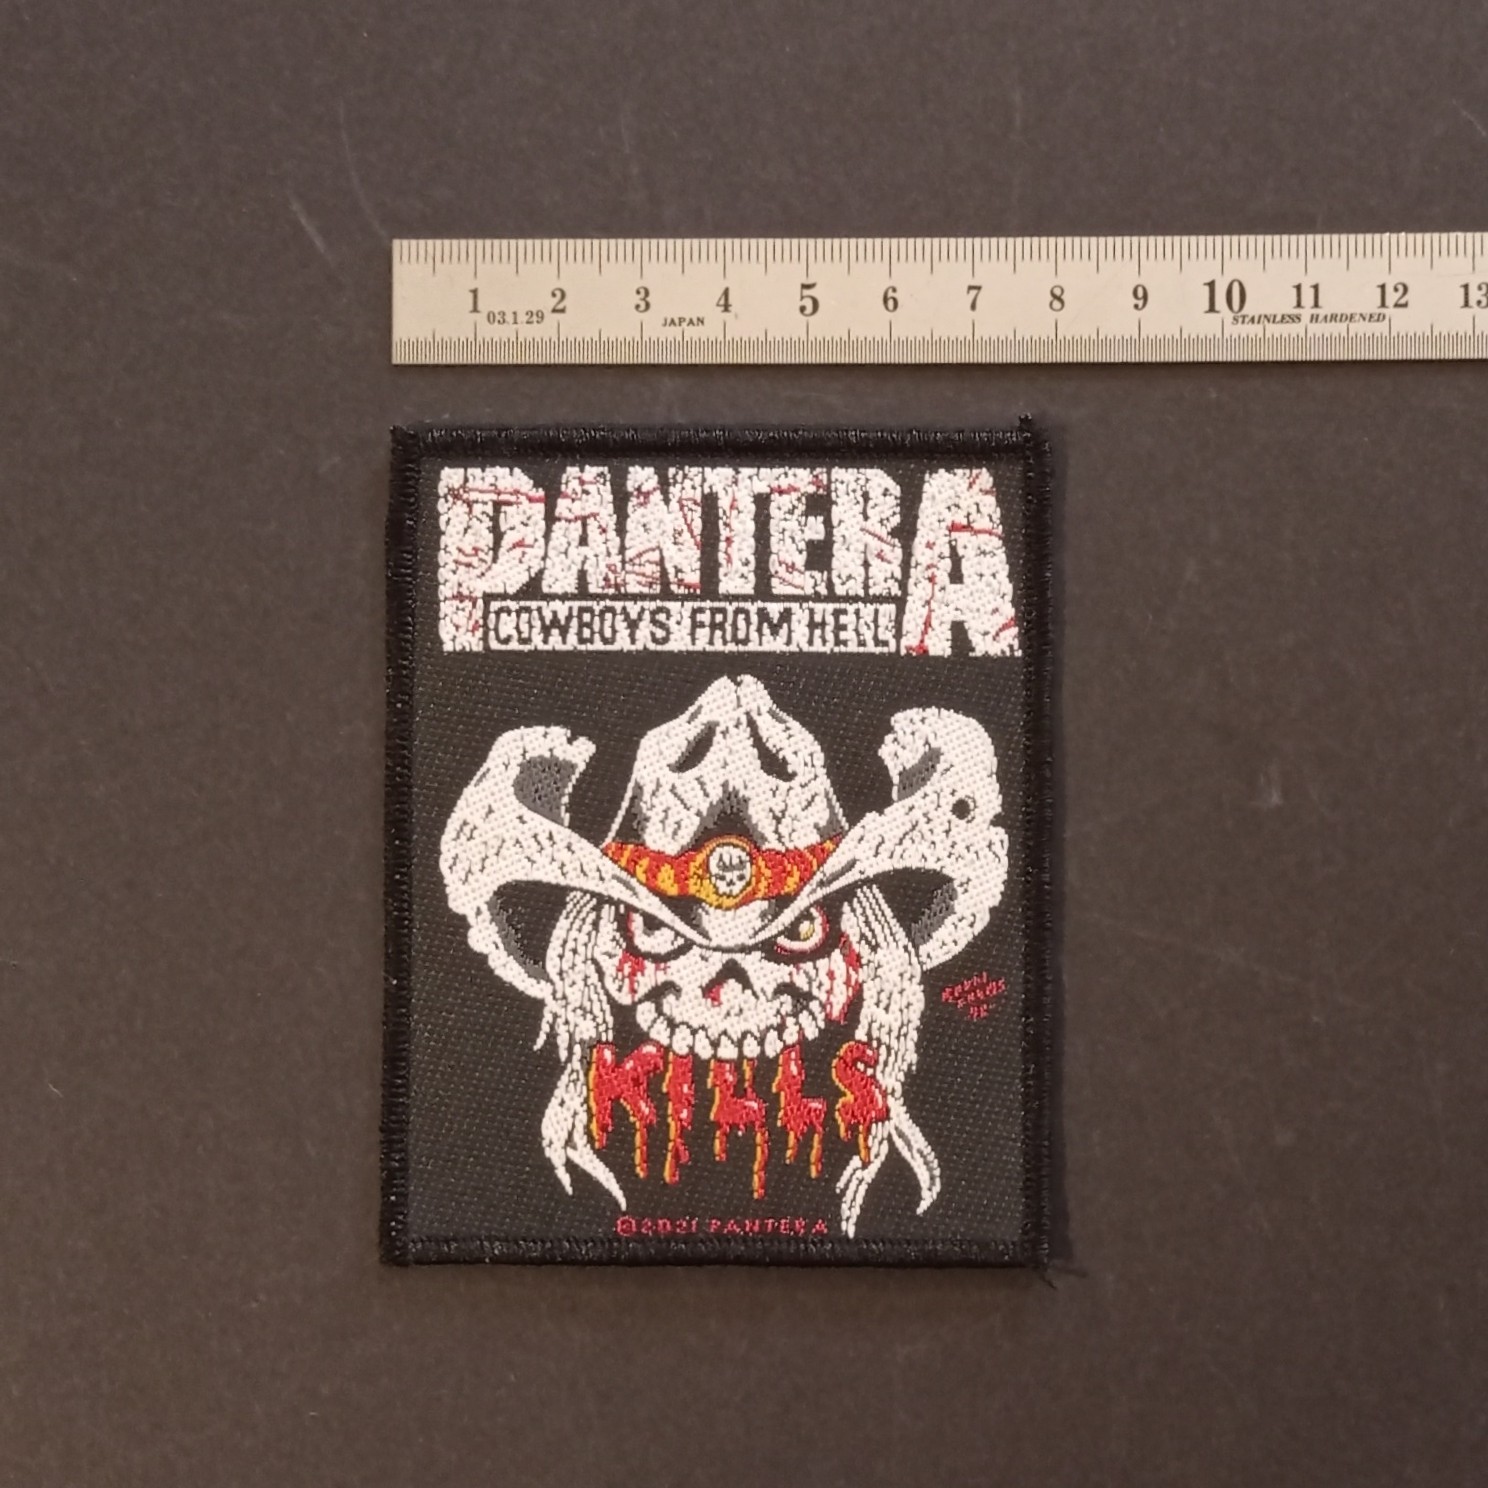 1 2 3 4 5 6 7 8 9 10 11 12 13
03.1.29 JAPAN STAINLESS HARDENED
PANTERA
COWBOYS FROM HELL
KILLS
©2021 PANTERA